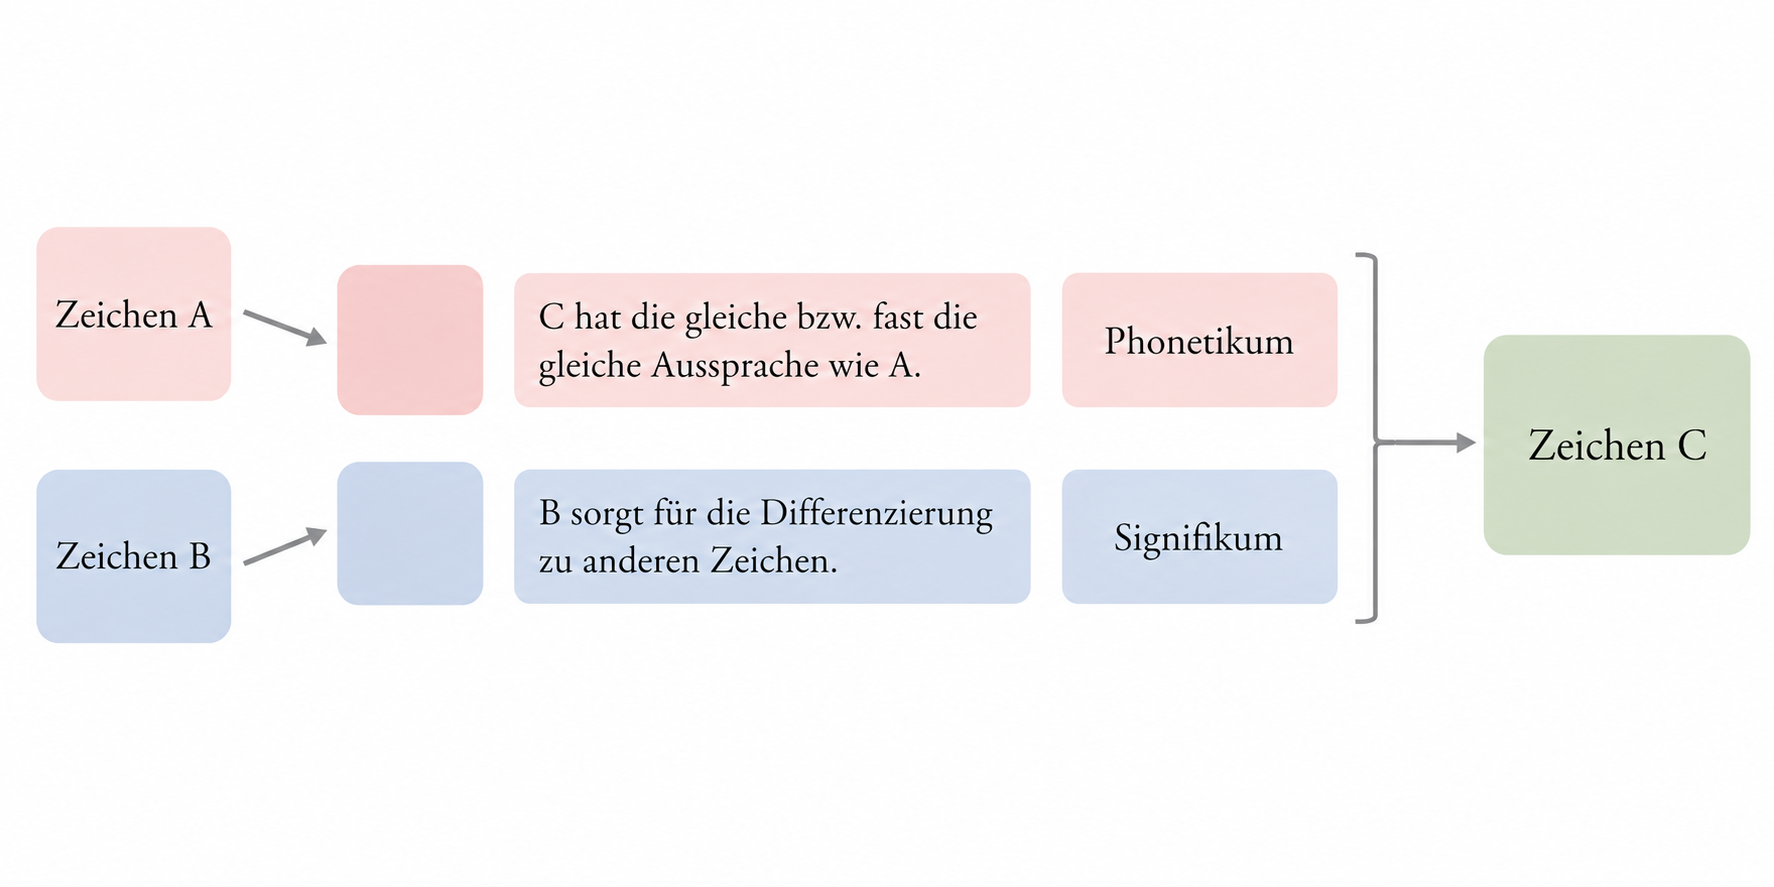 Zeichen A
C hat die gleiche bzw. fast die
gleiche Aussprache wie A.
Phonetikum
Zeichen B
B sorgt für die Differenzierung
zu anderen Zeichen.
Signifikum
Zeichen C